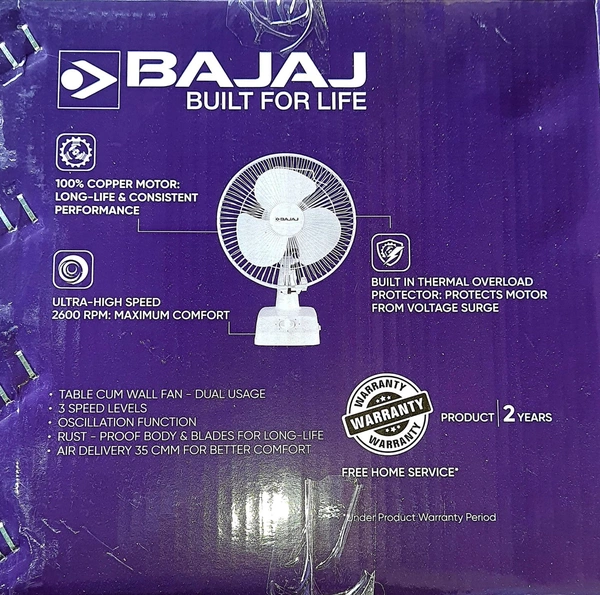 BAJAJ
BUILT FOR LIFE
100% COPPER MOTOR:
LONG-LIFE & CONSISTENT
PERFORMANCE
BAJAJ
BUILT IN THERMAL OVERLOAD
PROTECTOR: PROTECTS MOTOR
FROM VOLTAGE SURGE
ULTRA-HIGH SPEED
2600 RPM: MAXIMUM COMFORT
• TABLE CUM WALL FAN - DUAL USAGE
• 3 SPEED LEVELS
• OSCILLATION FUNCTION
• RUST - PROOF BODY & BLADES FOR LONG-LIFE
• AIR DELIVERY 35 CMM FOR BETTER COMFORT
WARRANTY
WARRANTY
WARRANTY
PRODUCT 2 YEARS
FREE HOME SERVICE*
*Under Product Warranty Period